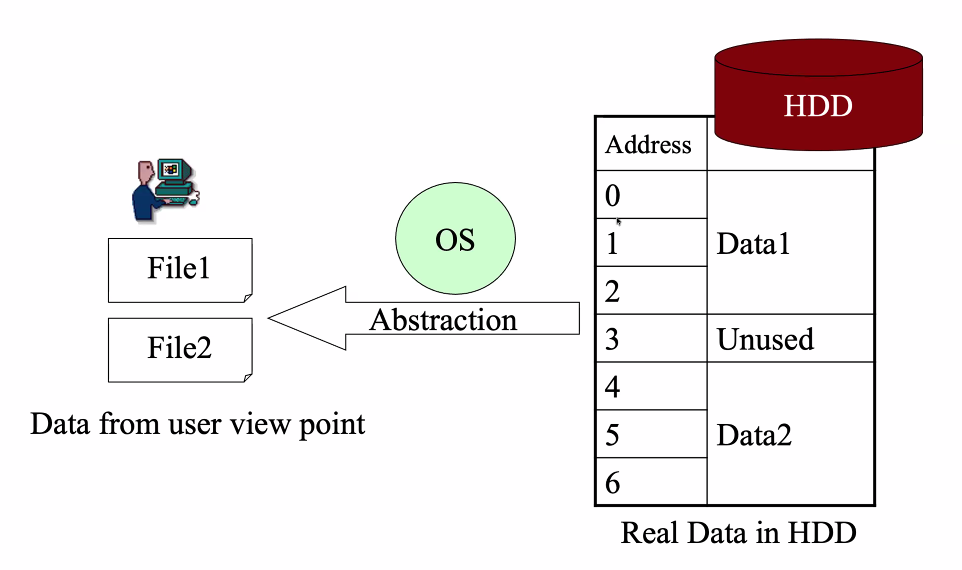 HDD
Address
0
1
2
3
4
5
6
Data1
Unused
Data2
Real Data in HDD
OS
Abstraction
File1
File2
Data from user view point